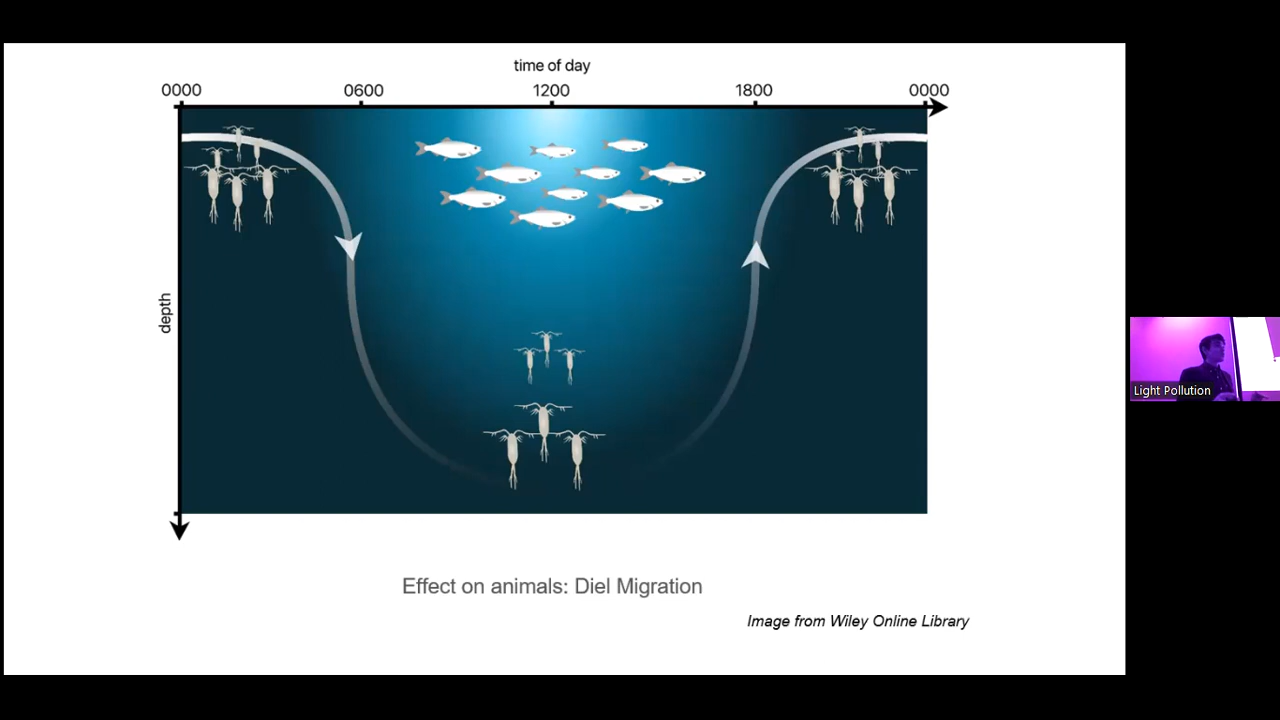 time of day
0000 0600 1200 1800 0000
depth
Light Pollution
Effect on animals: Diel Migration
Image from Wiley Online Library